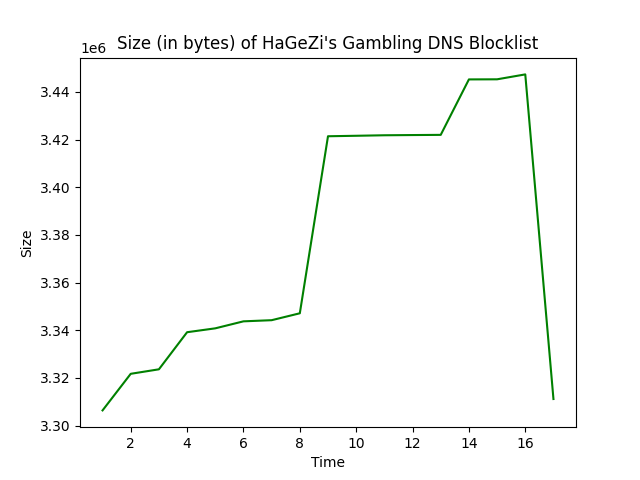 Size (in bytes) of HaGeZi's Gambling DNS Blocklist
1e6
3.44
3.42
3.40
3.38
3.36
3.34
3.32
3.30
Size
2 4 6 8 10 12 14 16
Time